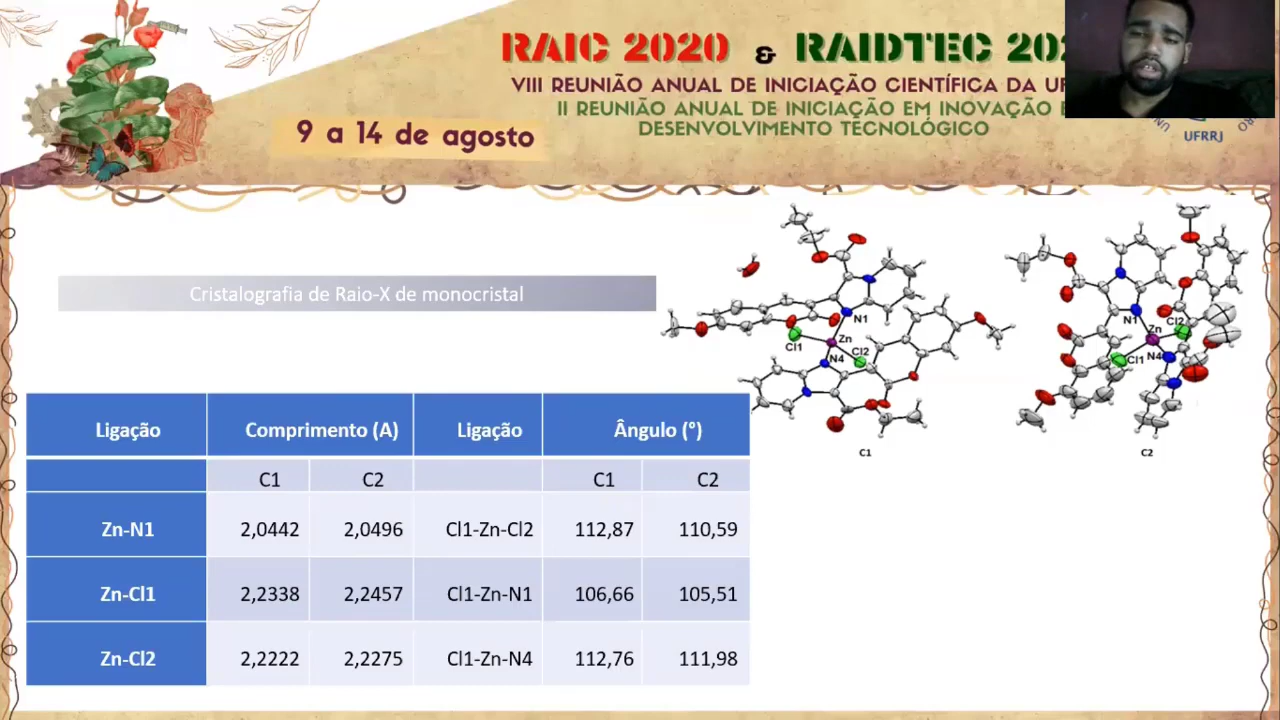 RAIC 2020 & RAIDTEC 202
VIII REUNIÃO ANUAL DE INICIAÇÃO CIENTÍFICA DA UF
II REUNIÃO ANUAL DE INICIAÇÃO EM INOVAÇÃO E
DESENVOLVIMENTO TECNOLÓGICO
9 a 14 de agosto
UFRRJ
Cristalografia de Raio-X de monocristal
N1
Zn
Cl1
Cl2
N4
C1
N1
Cl2
Zn
Cl1
N4
C2
Ligação Comprimento (A) Ligação Ângulo (°)
C1 C2 C1 C2
Zn-N1 2,0442 2,0496 Cl1-Zn-Cl2 112,87 110,59
Zn-Cl1 2,2338 2,2457 Cl1-Zn-N1 106,66 105,51
Zn-Cl2 2,2222 2,2275 Cl1-Zn-N4 112,76 111,98